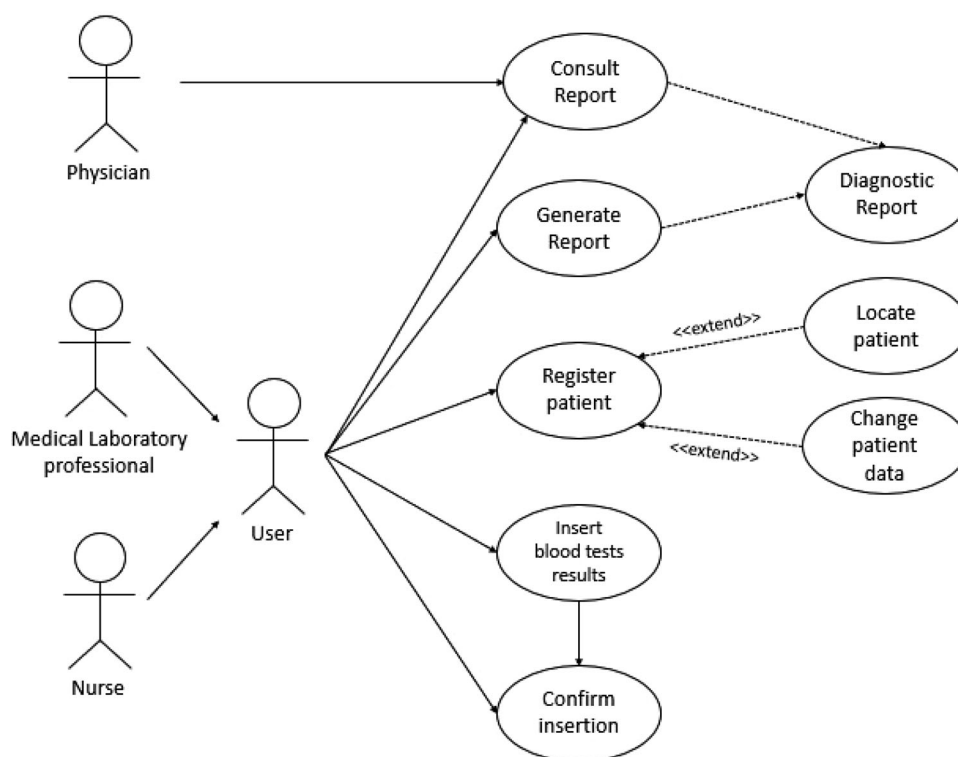 Consult
Report
Physician
Diagnostic
Report
Generate
Report
<<extend>>
Locate
patient
Register
patient
Medical Laboratory
professional
Change
patient
data
<<extend>>
User
Insert
blood tests
results
Nurse
Confirm
insertion